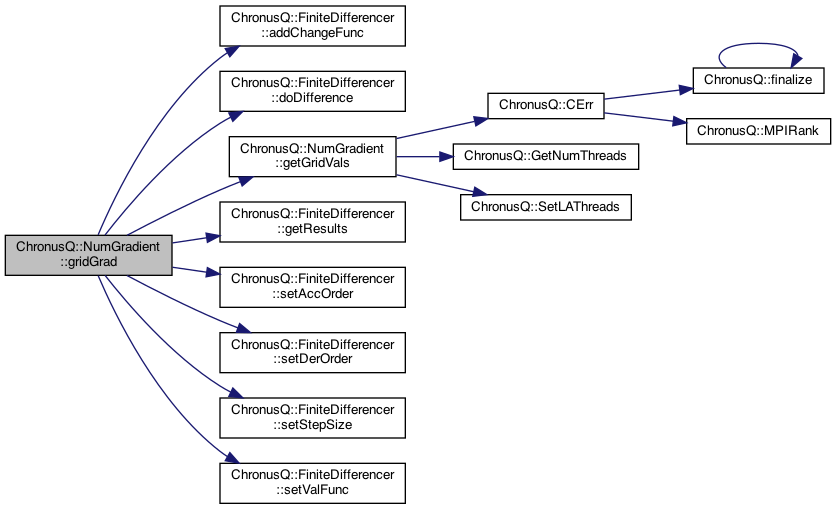 ChronusQ::FiniteDifferencer
::addChangeFunc
ChronusQ::FiniteDifferencer
::doDifference
ChronusQ::NumGradient
::getGridVals
ChronusQ::CErr
ChronusQ::finalize
ChronusQ::MPIRank
ChronusQ::GetNumThreads
ChronusQ::SetLAThreads
ChronusQ::NumGradient
::gridGrad
ChronusQ::FiniteDifferencer
::getResults
ChronusQ::FiniteDifferencer
::setAccOrder
ChronusQ::FiniteDifferencer
::setDerOrder
ChronusQ::FiniteDifferencer
::setStepSize
ChronusQ::FiniteDifferencer
::setValFunc